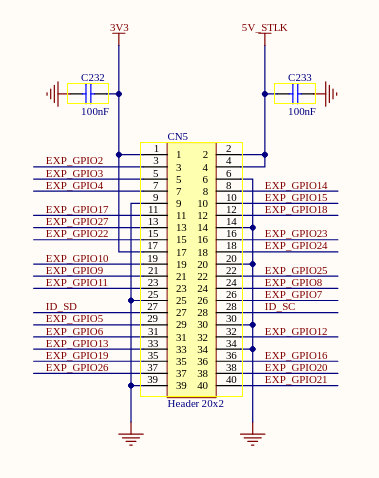 3V3 5V_STLK
C232 C233
100nF 100nF
CN5
1 1 2 2
EXP_GPIO2 3 3 4 4
EXP_GPIO3 5 5 6 6
EXP_GPIO4 7 7 8 8 EXP_GPIO14
9 9 10 10 EXP_GPIO15
EXP_GPIO17 11 11 12 12 EXP_GPIO18
EXP_GPIO27 13 13 14 14
EXP_GPIO22 15 15 16 16 EXP_GPIO23
17 17 18 18 EXP_GPIO24
EXP_GPIO10 19 19 20 20
EXP_GPIO9 21 21 22 22 EXP_GPIO25
EXP_GPIO11 23 23 24 24 EXP_GPIO8
25 25 26 26 EXP_GPIO7
ID_SD 27 27 28 28 ID_SC
EXP_GPIO5 29 29 30 30
EXP_GPIO6 31 31 32 32 EXP_GPIO12
EXP_GPIO13 33 33 34 34
EXP_GPIO19 35 35 36 36 EXP_GPIO16
EXP_GPIO26 37 37 38 38 EXP_GPIO20
39 39 40 40 EXP_GPIO21
Header 20x2